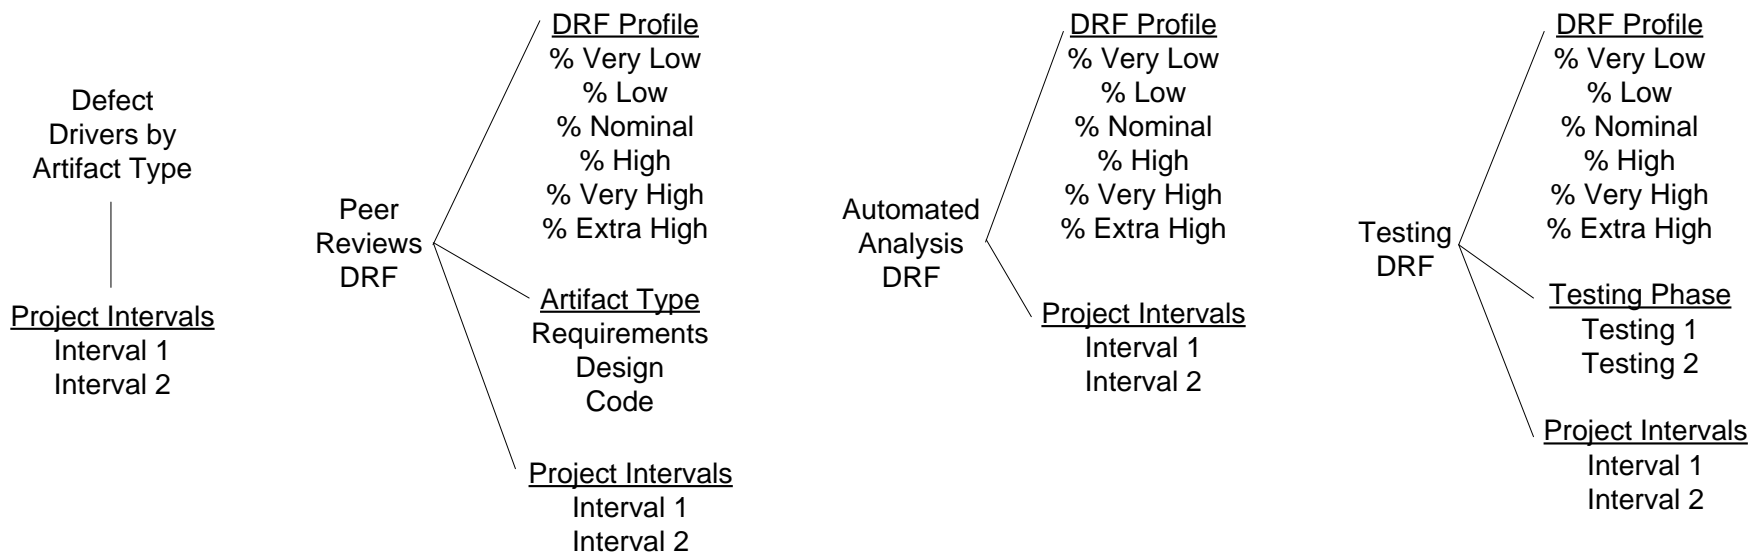 Defect
Drivers by
Artifact Type
Project Intervals
Interval 1
Interval 2
Peer
Reviews
DRF
DRF Profile
% Very Low
% Low
% Nominal
% High
% Very High
% Extra High
Artifact Type
Requirements
Design
Code
Project Intervals
Interval 1
Interval 2
Automated
Analysis
DRF
DRF Profile
% Very Low
% Low
% Nominal
% High
% Very High
% Extra High
Project Intervals
Interval 1
Interval 2
Testing
DRF
DRF Profile
% Very Low
% Low
% Nominal
% High
% Very High
% Extra High
Testing Phase
Testing 1
Testing 2
Project Intervals
Interval 1
Interval 2